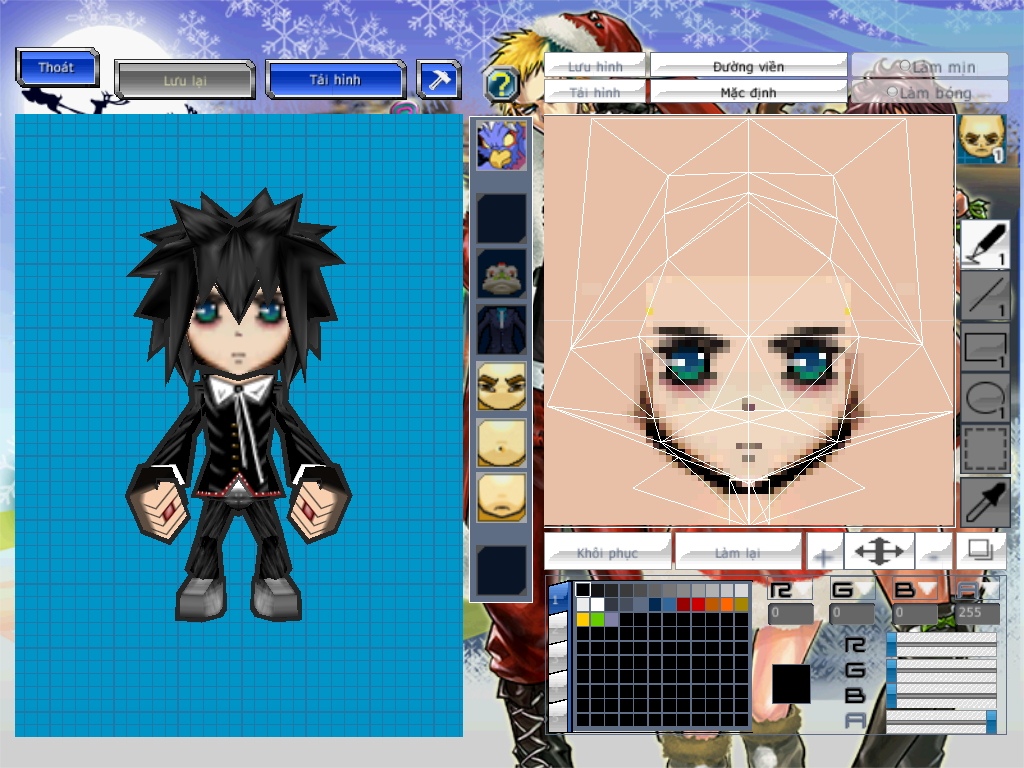 Thoát
Lưu lại
Tải hình
?
Lưu hình
Đường viền
Làm mịn
Tải hình
Mặc định
Làm bóng
1
1
1
1
1
Khôi phục
Làm lại
+
-
1
R
G
B
A
0
0
0
255
R
G
B
A